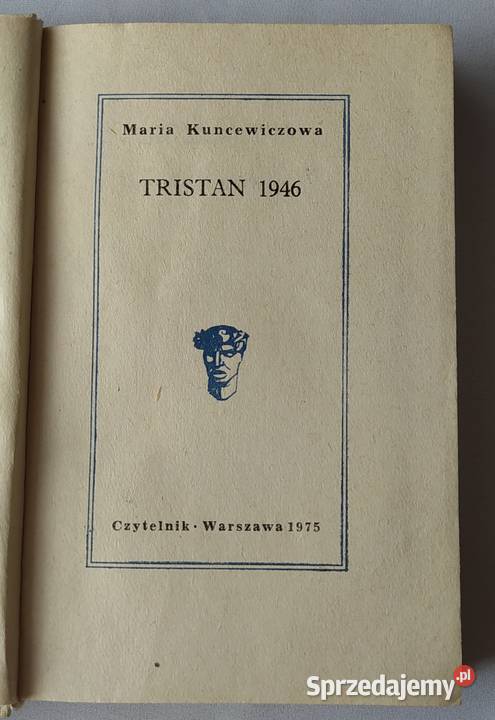 Maria Kuncewiczowa
TRISTAN 1946
Czytelnik · Warszawa 1975
Sprzedajemy.pl